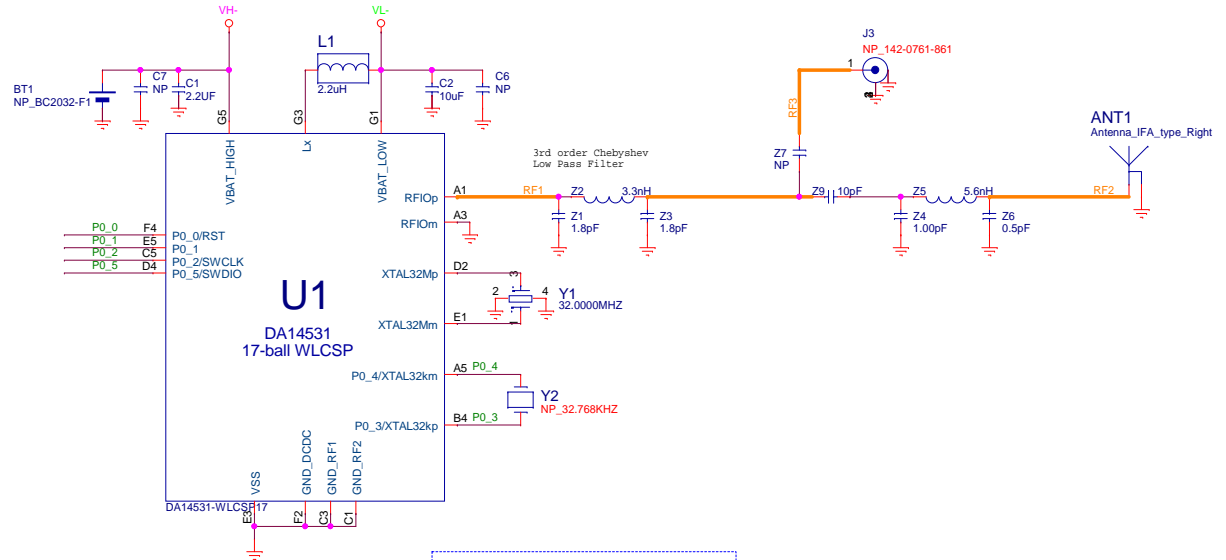 VH-
VL-
L1
2.2uH
C7
NP
C1
2.2UF
BT1
NP_BC2032-F1
C2
10uF
C6
NP
G5
G3
G1
VBAT_HIGH
Lx
VBAT_LOW
J3
NP_142-0761-861
1
RF3
Z7
NP
ANT1
Antenna_IFA_type_Right
3rd order Chebyshev
Low Pass Filter
RFIOp
A1
RF1
Z2
3.3nH
Z9
10pF
Z5
5.6nH
RF2
Z1
1.8pF
Z3
1.8pF
Z4
1.00pF
Z6
0.5pF
RFIOm
A3
P0_0
F4
P0_0/RST
P0_1
E5
P0_1
P0_2
C5
P0_2/SWCLK
P0_5
D4
P0_5/SWDIO
XTAL32Mp
D2
3
2
4
1
Y1
32.0000MHZ
XTAL32Mm
E1
U1
DA14531
17-ball WLCSP
P0_4/XTAL32km
A5
P0_4
Y2
NP_32.768KHZ
P0_3/XTAL32kp
B4
P0_3
VSS
GND_DCDC
GND_RF1
GND_RF2
DA14531-WLCSP17
E3
F2
C3
C1